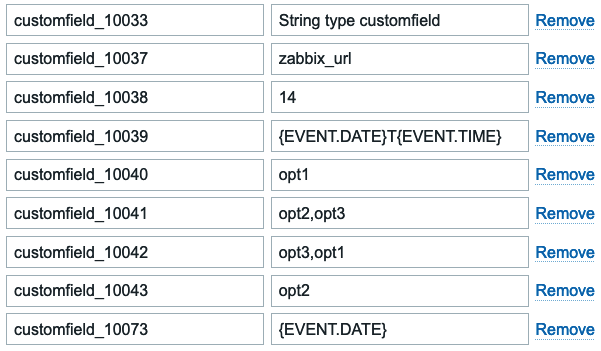 customfield_10033 String type customfield Remove
customfield_10037 zabbix_url Remove
customfield_10038 14 Remove
customfield_10039 {EVENT.DATE}T{EVENT.TIME} Remove
customfield_10040 opt1 Remove
customfield_10041 opt2,opt3 Remove
customfield_10042 opt3,opt1 Remove
customfield_10043 opt2 Remove
customfield_10073 {EVENT.DATE} Remove